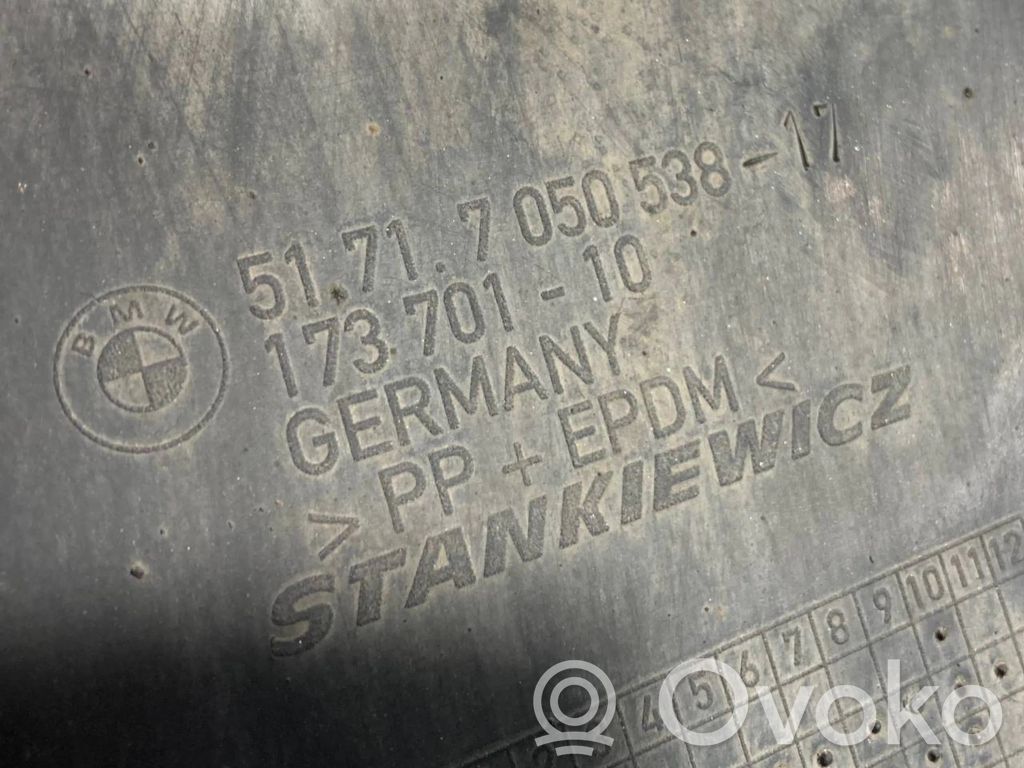 BMW
51 71. 7 050 538-17
173 701-10
GERMANY
> PP + EPDM <
STANKIEWICZ
4 5 6 7 8 9 10 11 12
Ovoko